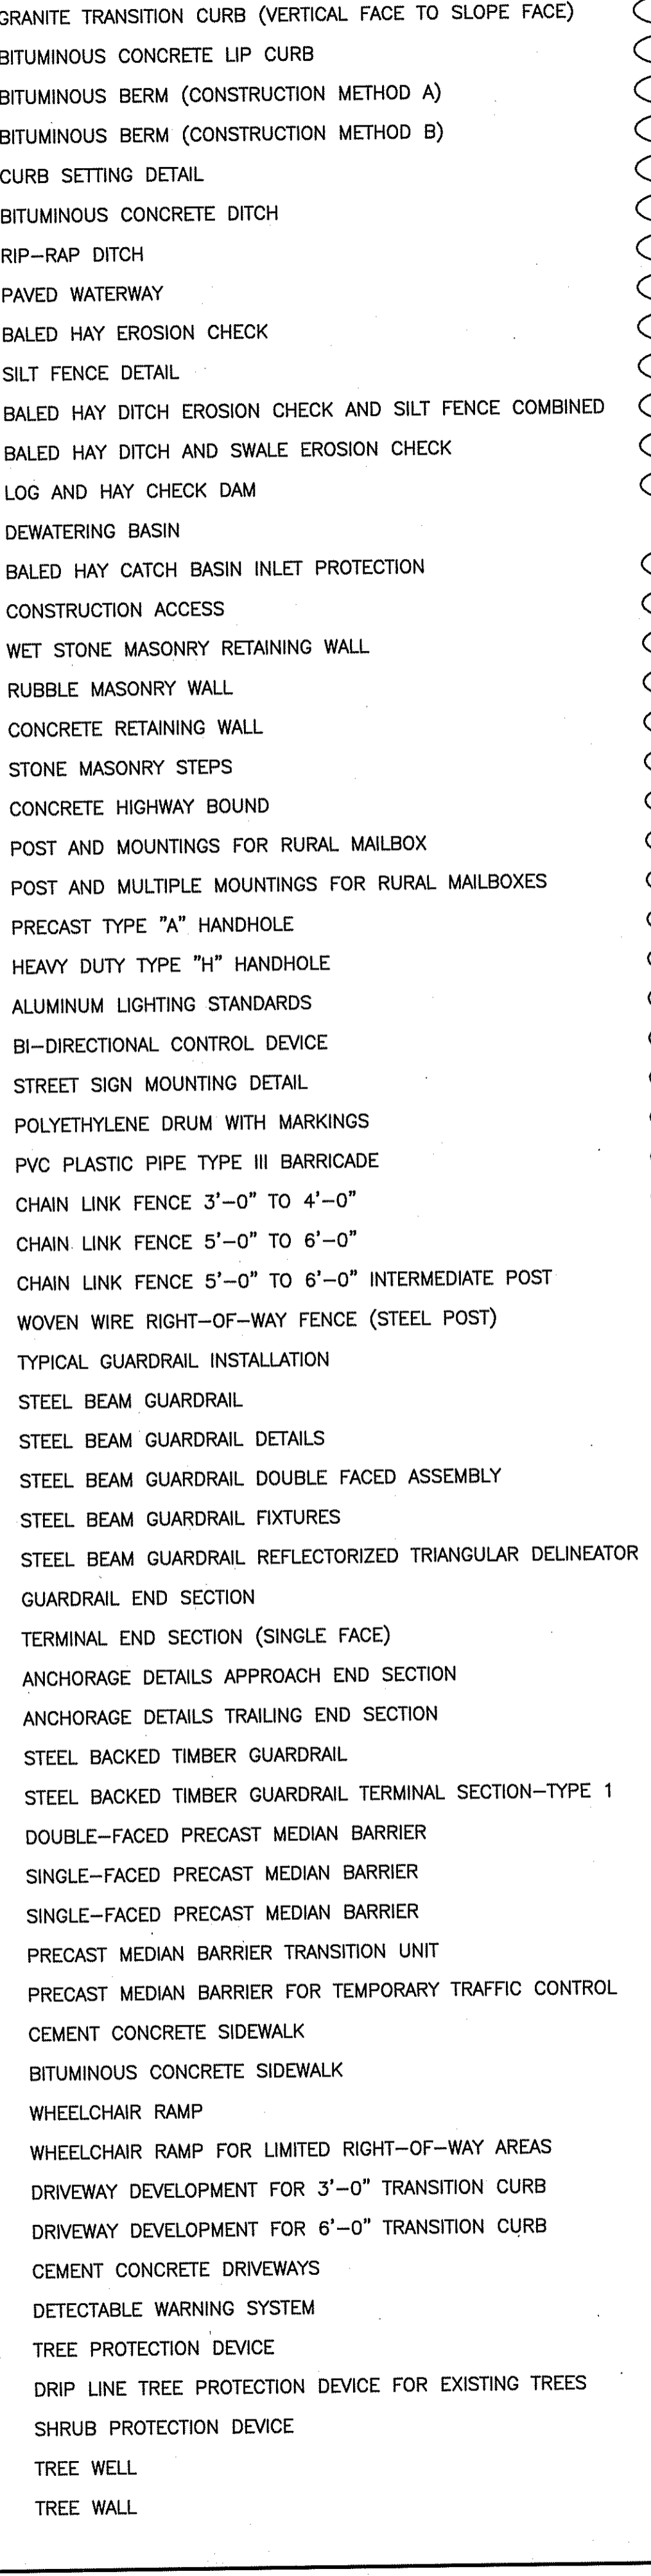 GRANITE TRANSITION CURB (VERTICAL FACE TO SLOPE FACE)
BITUMINOUS CONCRETE LIP CURB
BITUMINOUS BERM (CONSTRUCTION METHOD A)
BITUMINOUS BERM (CONSTRUCTION METHOD B)
CURB SETTING DETAIL
BITUMINOUS CONCRETE DITCH
RIP-RAP DITCH
PAVED WATERWAY
BALED HAY EROSION CHECK
SILT FENCE DETAIL
BALED HAY DITCH EROSION CHECK AND SILT FENCE COMBINED
BALED HAY DITCH AND SWALE EROSION CHECK
LOG AND HAY CHECK DAM
DEWATERING BASIN
BALED HAY CATCH BASIN INLET PROTECTION
CONSTRUCTION ACCESS
WET STONE MASONRY RETAINING WALL
RUBBLE MASONRY WALL
CONCRETE RETAINING WALL
STONE MASONRY STEPS
CONCRETE HIGHWAY BOUND
POST AND MOUNTINGS FOR RURAL MAILBOX
POST AND MULTIPLE MOUNTINGS FOR RURAL MAILBOXES
PRECAST TYPE "A" HANDHOLE
HEAVY DUTY TYPE "H" HANDHOLE
ALUMINUM LIGHTING STANDARDS
BI-DIRECTIONAL CONTROL DEVICE
STREET SIGN MOUNTING DETAIL
POLYETHYLENE DRUM WITH MARKINGS
PVC PLASTIC PIPE TYPE III BARRICADE
CHAIN LINK FENCE 3'-0" TO 4'-0"
CHAIN LINK FENCE 5'-0" TO 6'-0"
CHAIN LINK FENCE 5'-0" TO 6'-0" INTERMEDIATE POST
WOVEN WIRE RIGHT-OF-WAY FENCE (STEEL POST)
TYPICAL GUARDRAIL INSTALLATION
STEEL BEAM GUARDRAIL
STEEL BEAM GUARDRAIL DETAILS
STEEL BEAM GUARDRAIL DOUBLE FACED ASSEMBLY
STEEL BEAM GUARDRAIL FIXTURES
STEEL BEAM GUARDRAIL REFLECTORIZED TRIANGULAR DELINEATOR
GUARDRAIL END SECTION
TERMINAL END SECTION (SINGLE FACE)
ANCHORAGE DETAILS APPROACH END SECTION
ANCHORAGE DETAILS TRAILING END SECTION
STEEL BACKED TIMBER GUARDRAIL
STEEL BACKED TIMBER GUARDRAIL TERMINAL SECTION-TYPE 1
DOUBLE-FACED PRECAST MEDIAN BARRIER
SINGLE-FACED PRECAST MEDIAN BARRIER
SINGLE-FACED PRECAST MEDIAN BARRIER
PRECAST MEDIAN BARRIER TRANSITION UNIT
PRECAST MEDIAN BARRIER FOR TEMPORARY TRAFFIC CONTROL
CEMENT CONCRETE SIDEWALK
BITUMINOUS CONCRETE SIDEWALK
WHEELCHAIR RAMP
WHEELCHAIR RAMP FOR LIMITED RIGHT-OF-WAY AREAS
DRIVEWAY DEVELOPMENT FOR 3'-0" TRANSITION CURB
DRIVEWAY DEVELOPMENT FOR 6'-0" TRANSITION CURB
CEMENT CONCRETE DRIVEWAYS
DETECTABLE WARNING SYSTEM
TREE PROTECTION DEVICE
DRIP LINE TREE PROTECTION DEVICE FOR EXISTING TREES
SHRUB PROTECTION DEVICE
TREE WELL
TREE WALL